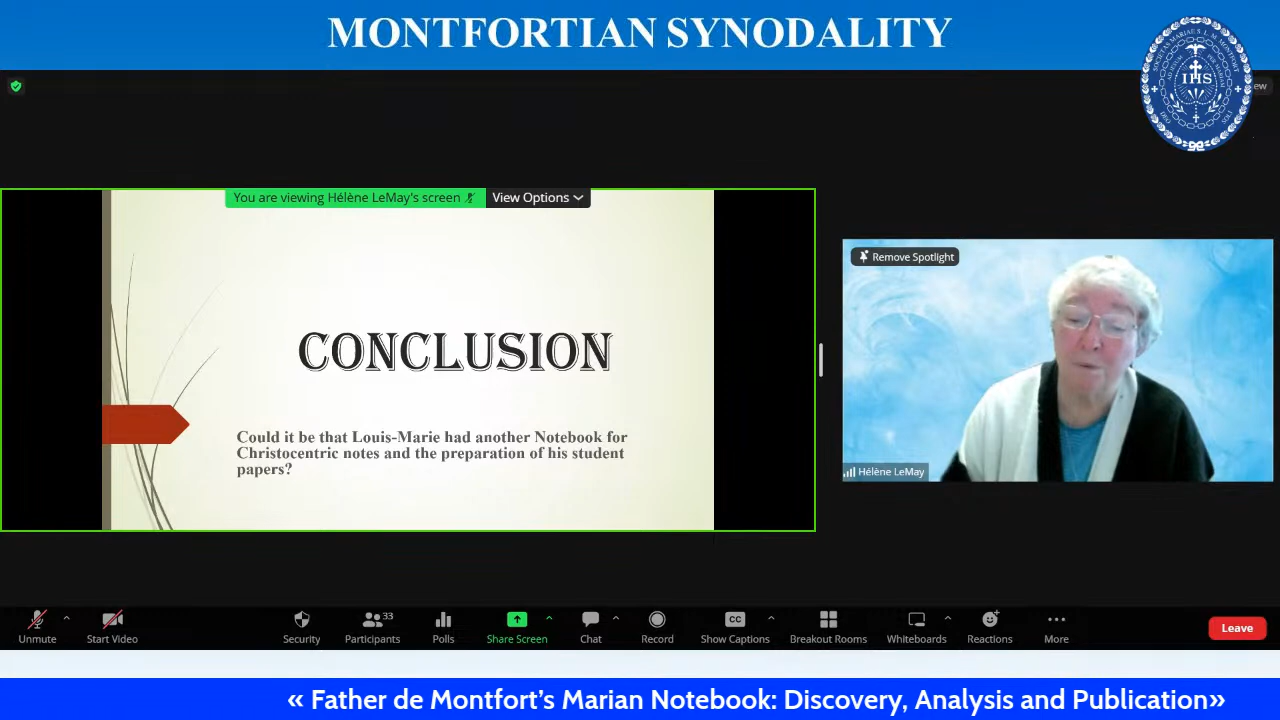 MONTFORTIAN SYNODALITY
IHS
ew
You are viewing Hélène LeMay's screen
View Options
Remove Spotlight
CONCLUSION
Could it be that Louis-Marie had another Notebook for
Christocentric notes and the preparation of his student
papers?
Hélène LeMay
33
CC
Unmute
Start Video
Security
Participants
Polls
Share Screen
Chat
Record
Show Captions
Breakout Rooms
Whiteboards
Reactions
More
Leave
« Father de Montfort’s Marian Notebook: Discovery, Analysis and Publication»